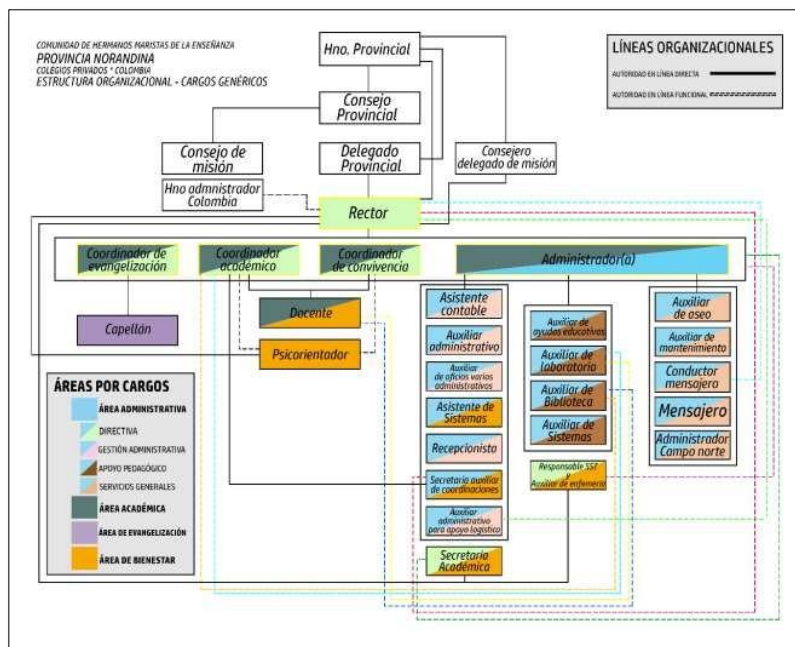 COMUNIDAD DE HERMANOS MARISTAS DE LA ENSEÑANZA
PROVINCIA NORANDINA
COLEGIOS PRIVADOS * COLOMBIA
ESTRUCTURA ORGANIZACIONAL - CARGOS GENÉRICOS
LÍNEAS ORGANIZACIONALES
AUTORIDAD EN LÍNEA DIRECTA
AUTORIDAD EN LÍNEA FUNCIONAL
Hno. Provincial
Consejo
Provincial
Consejo de
misión
Delegado
Provincial
Consejero
delegado de misión
Hno admnistrador
Colombia
Rector
Coordinador de
evangelización
Coordinador
académico
Coordinador
de convivencia
Administrador(a)
Capellán
Docente
Psicorientador
Asistente
contable
Auxiliar
administrativo
Auxiliar
de oficios varios
administrativos
Asistente de
Sistemas
Recepcionista
Secretaria auxiliar
de coordinaciones
Auxiliar
administrativo
para apoyo logístico
Secretaria
Académica
Auxiliar de
ayudas educativas
Auxiliar de
laboratorio
Auxiliar de
Biblioteca
Auxiliar de
Sistemas
Responsable SST
y
Auxiliar de enfemeria
Auxiliar
de aseo
Auxiliar de
mantenimiento
Conductor
mensajero
Mensajero
Administrador
Campo norte
ÁREAS POR CARGOS
ÁREA ADMINISTRATIVA
DIRECTIVA
GESTIÓN ADMINISTRATIVA
APOYO PEDAGÓGICO
SERVICIOS GENERALES
ÁREA ACADÉMICA
ÁREA DE EVANGELIZACIÓN
ÁREA DE BIENESTAR